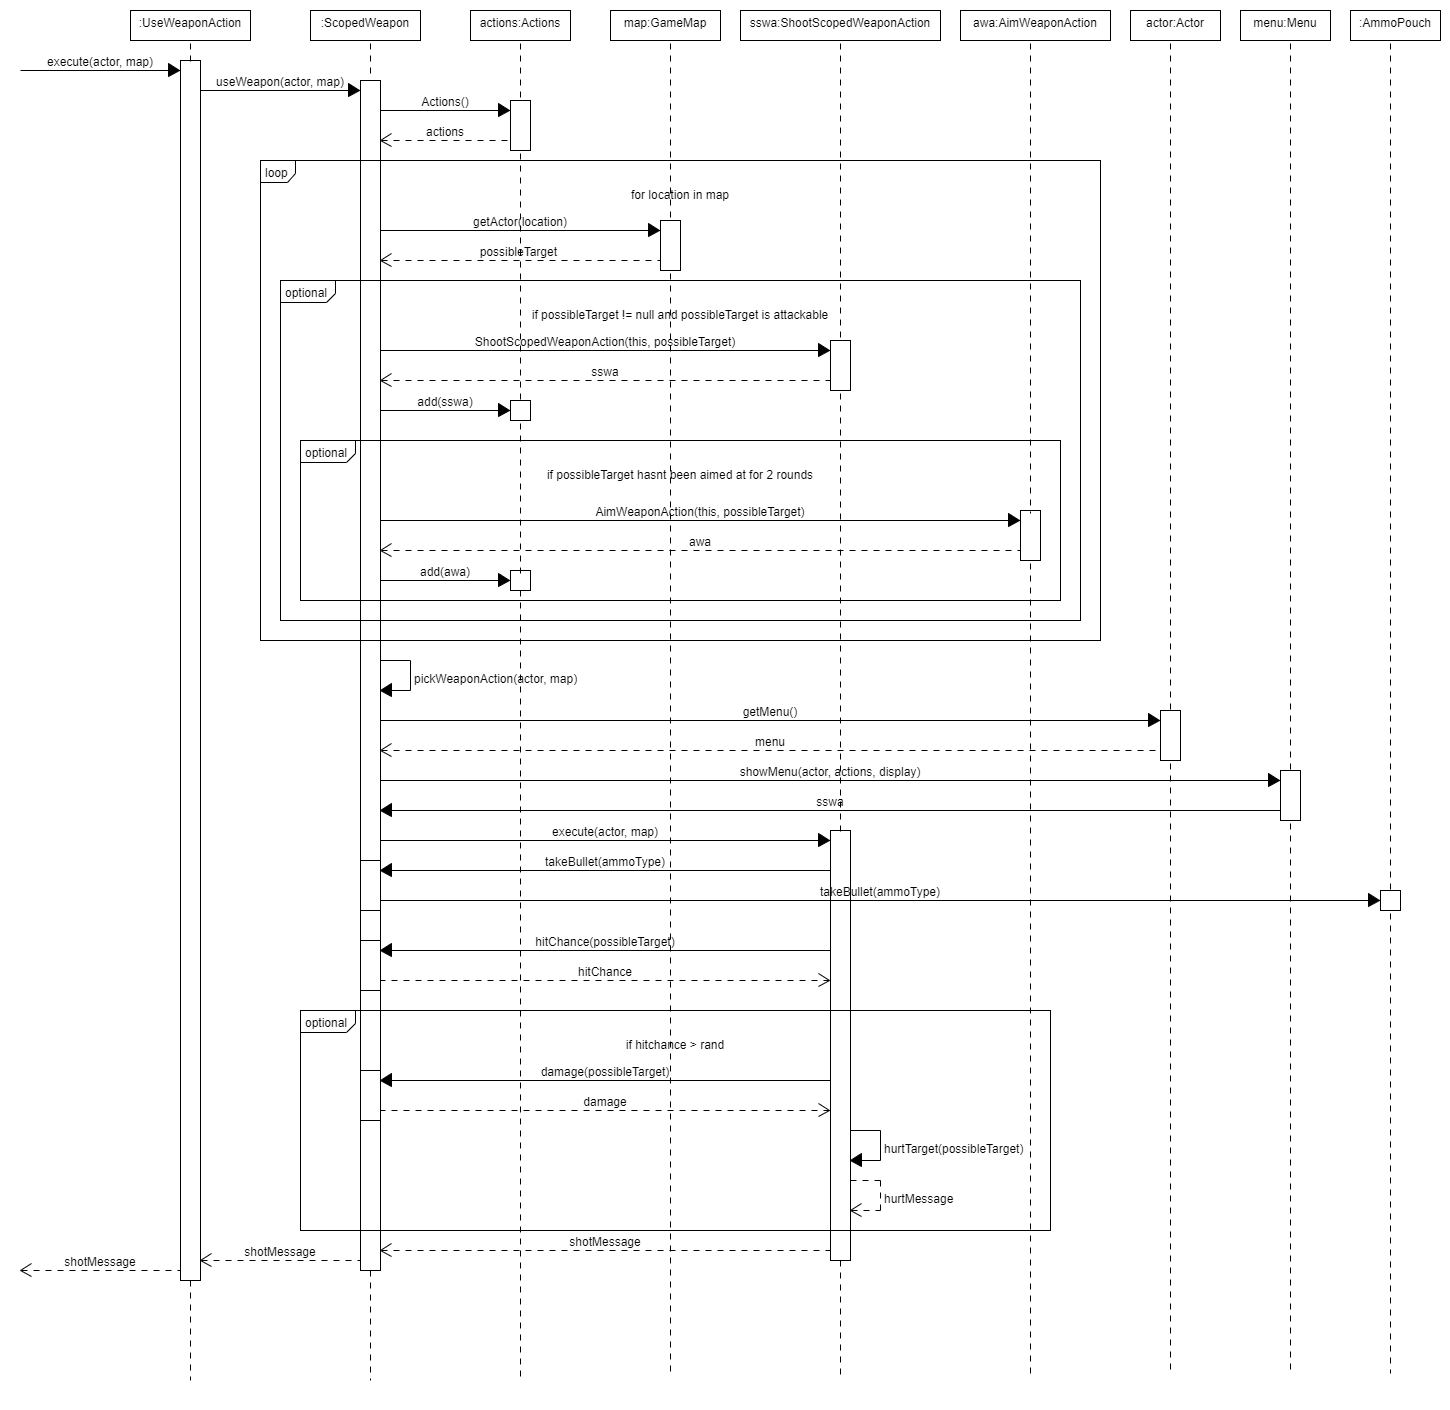 :UseWeaponAction
:ScopedWeapon
actions:Actions
map:GameMap
sswa:ShootScopedWeaponAction
awa:AimWeaponAction
actor:Actor
menu:Menu
:AmmoPouch
execute(actor, map)
useWeapon(actor, map)
Actions()
actions
loop
for location in map
getActor(location)
possibleTarget
optional
if possibleTarget != null and possibleTarget is attackable
ShootScopedWeaponAction(this, possibleTarget)
sswa
add(sswa)
optional
if possibleTarget hasnt been aimed at for 2 rounds
AimWeaponAction(this, possibleTarget)
awa
add(awa)
pickWeaponAction(actor, map)
getMenu()
menu
showMenu(actor, actions, display)
sswa
execute(actor, map)
takeBullet(ammoType)
takeBullet(ammoType)
hitChance(possibleTarget)
hitChance
optional
if hitchance > rand
damage(possibleTarget)
damage
hurtTarget(possibleTarget)
hurtMessage
shotMessage
shotMessage
shotMessage